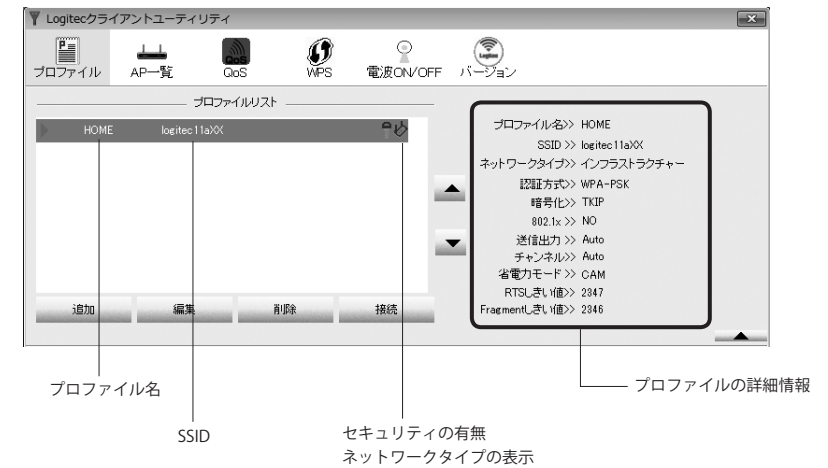 Logitecクライアントユーティリティ
プロファイル AP一覧 QoS WPS 電波ON/OFF バージョン
プロファイルリスト
HOME logitec11aXX
追加 編集 削除 接続
プロファイル名>> HOME
SSID >> logitec11aXX
ネットワークタイプ>> インフラストラクチャー
認証方式>> WPA-PSK
暗号化>> TKIP
802.1x >> NO
送信出力 >> Auto
チャンネル>> Auto
省電力モード >> CAM
RTSしきい値>> 2347
Fragmentしきい値>> 2346
プロファイル名
SSID
セキュリティの有無
ネットワークタイプの表示
プロファイルの詳細情報